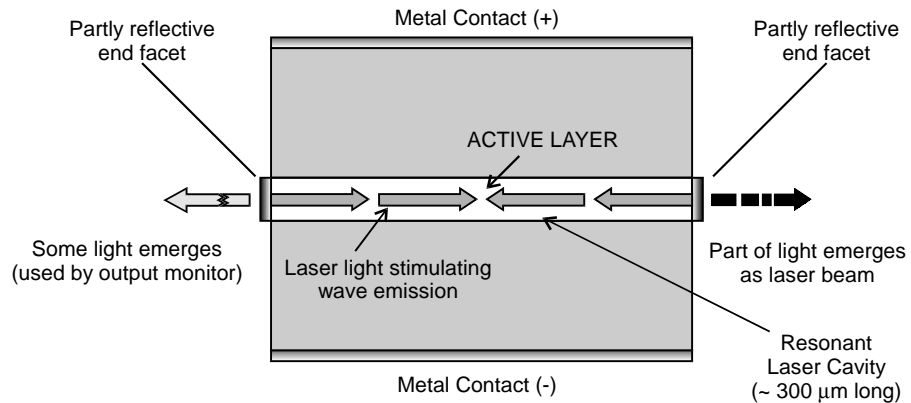 Metal Contact (+)
Partly reflective
end facet
Partly reflective
end facet
ACTIVE LAYER
Some light emerges
(used by output monitor)
Laser light stimulating
wave emission
Part of light emerges
as laser beam
Resonant
Laser Cavity
(~ 300 μm long)
Metal Contact (-)